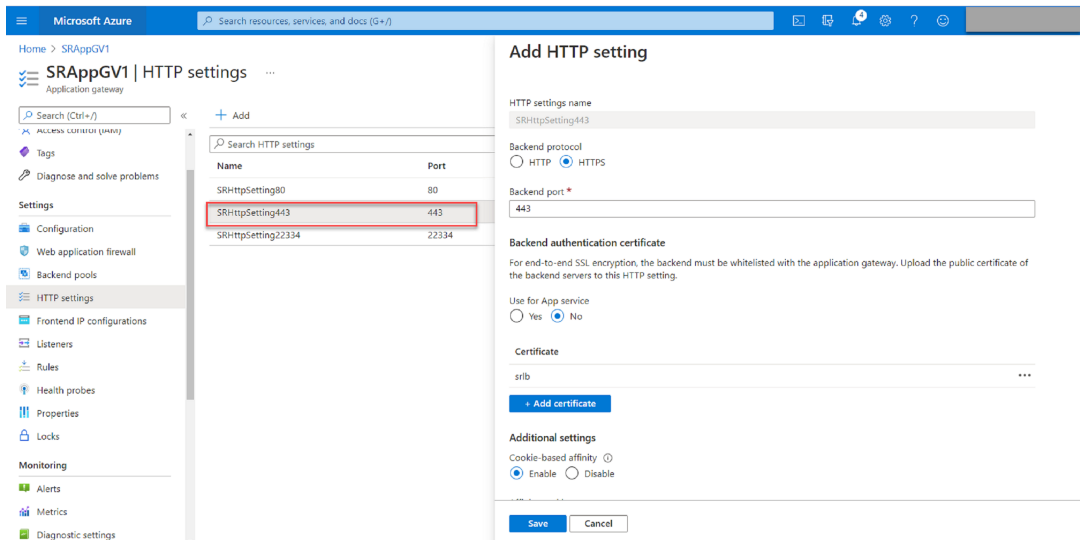 Microsoft Azure
Search resources, services, and docs (G+/)
4
Home > SRAppGV1
SRAppGV1 | HTTP settings ...
Application gateway
Search (Ctrl+/)
«
Access control (IAM)
Tags
Diagnose and solve problems
Settings
Configuration
Web application firewall
Backend pools
HTTP settings
Frontend IP configurations
Listeners
Rules
Health probes
Properties
Locks
Monitoring
Alerts
Metrics
Diagnostic settings
+ Add
Search HTTP settings
Name Port
SRHttpSetting80 80
SRHttpSetting443 443
SRHttpSetting22334 22334
Add HTTP setting
HTTP settings name
SRHttpSetting443
Backend protocol
HTTP HTTPS
Backend port *
443
Backend authentication certificate
For end-to-end SSL encryption, the backend must be whitelisted with the application gateway. Upload the public certificate of
the backend servers to this HTTP setting.
Use for App service
Yes No
Certificate
srlb ...
+ Add certificate
Additional settings
Cookie-based affinity
Enable Disable
Save Cancel